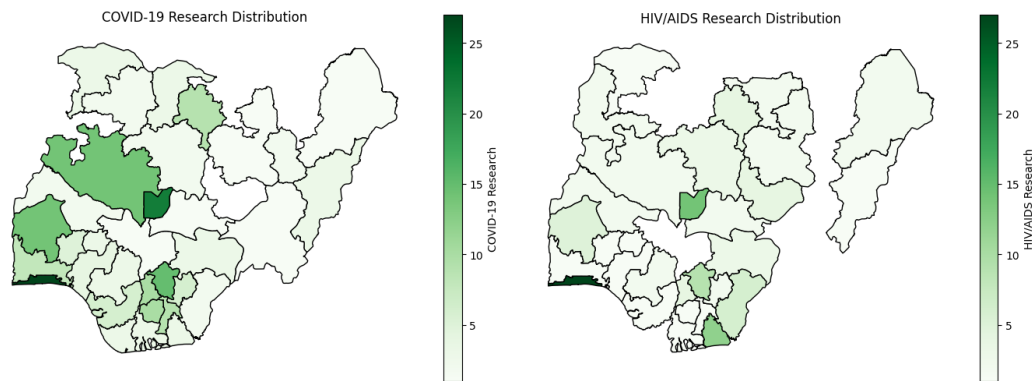 COVID-19 Research Distribution
25
20
15
10
5
COVID-19 Research
HIV/AIDS Research Distribution
25
20
15
10
5
HIV/AIDS Research